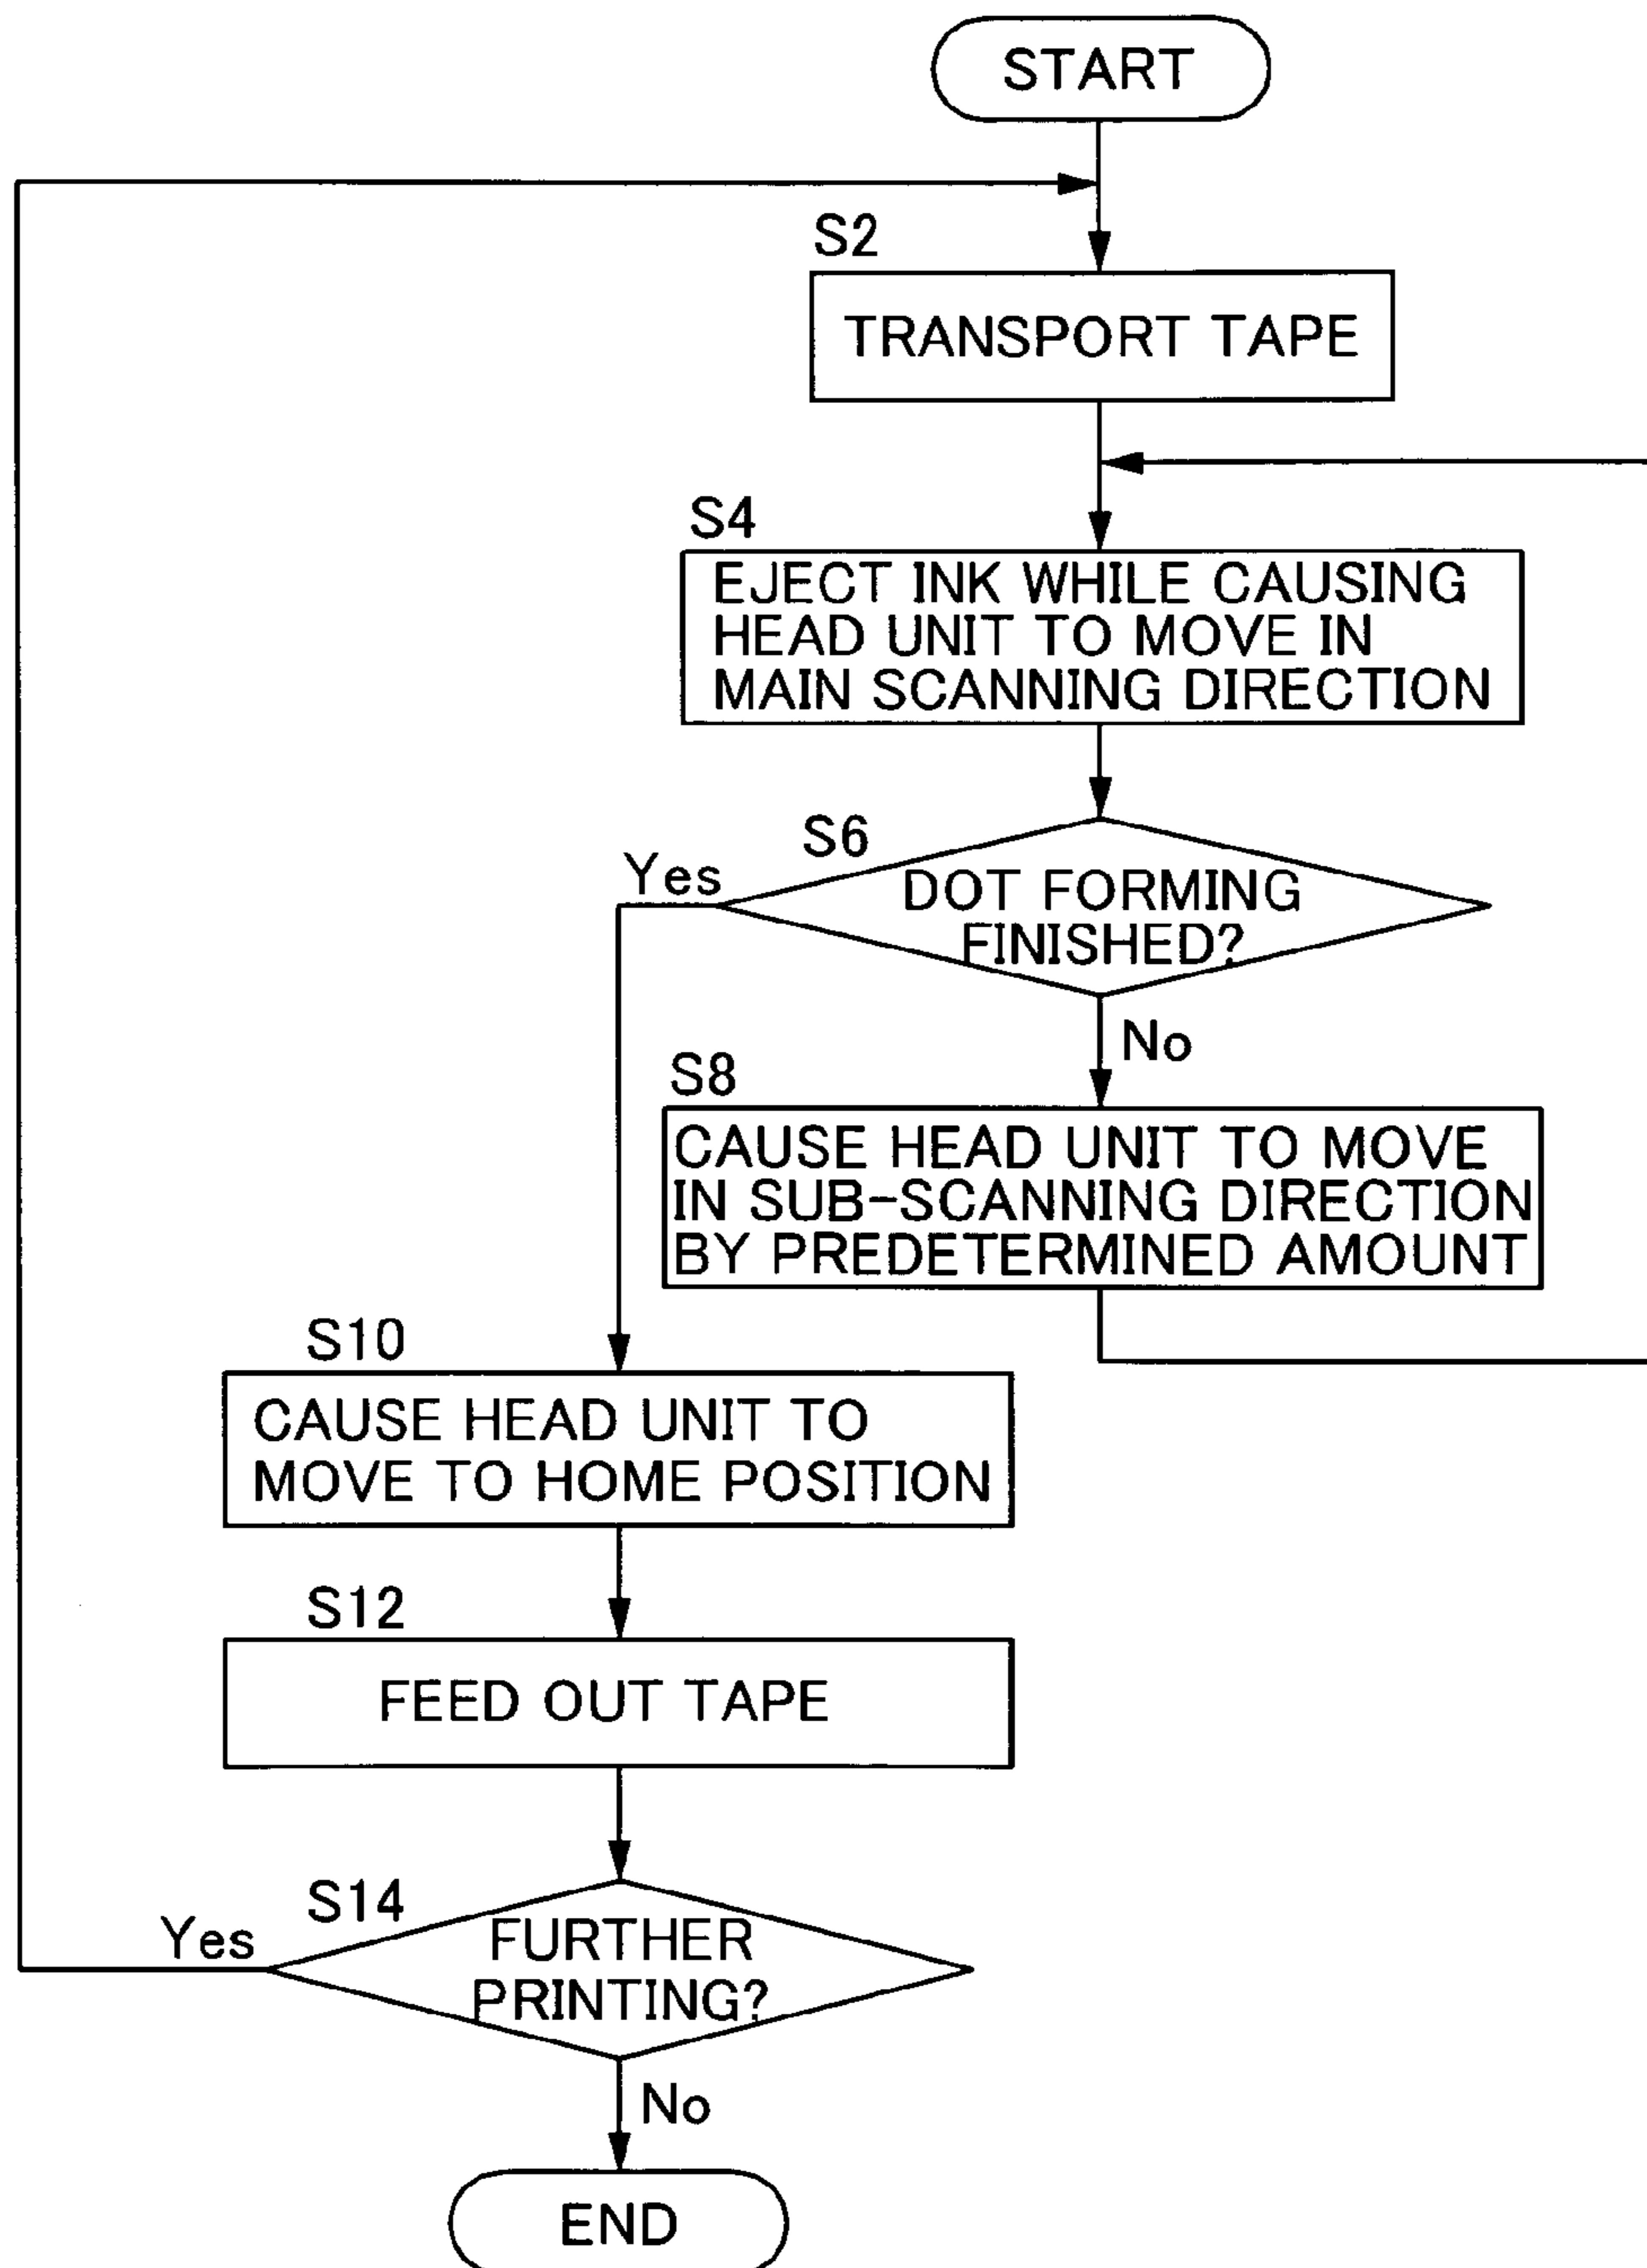 START
S2
TRANSPORT TAPE
S4
EJECT INK WHILE CAUSING
HEAD UNIT TO MOVE IN
MAIN SCANNING DIRECTION
S6
Yes
DOT FORMING
FINISHED?
No
S8
CAUSE HEAD UNIT TO MOVE
IN SUB-SCANNING DIRECTION
BY PREDETERMINED AMOUNT
S10
CAUSE HEAD UNIT TO
MOVE TO HOME POSITION
S12
FEED OUT TAPE
S14
Yes
FURTHER
PRINTING?
No
END